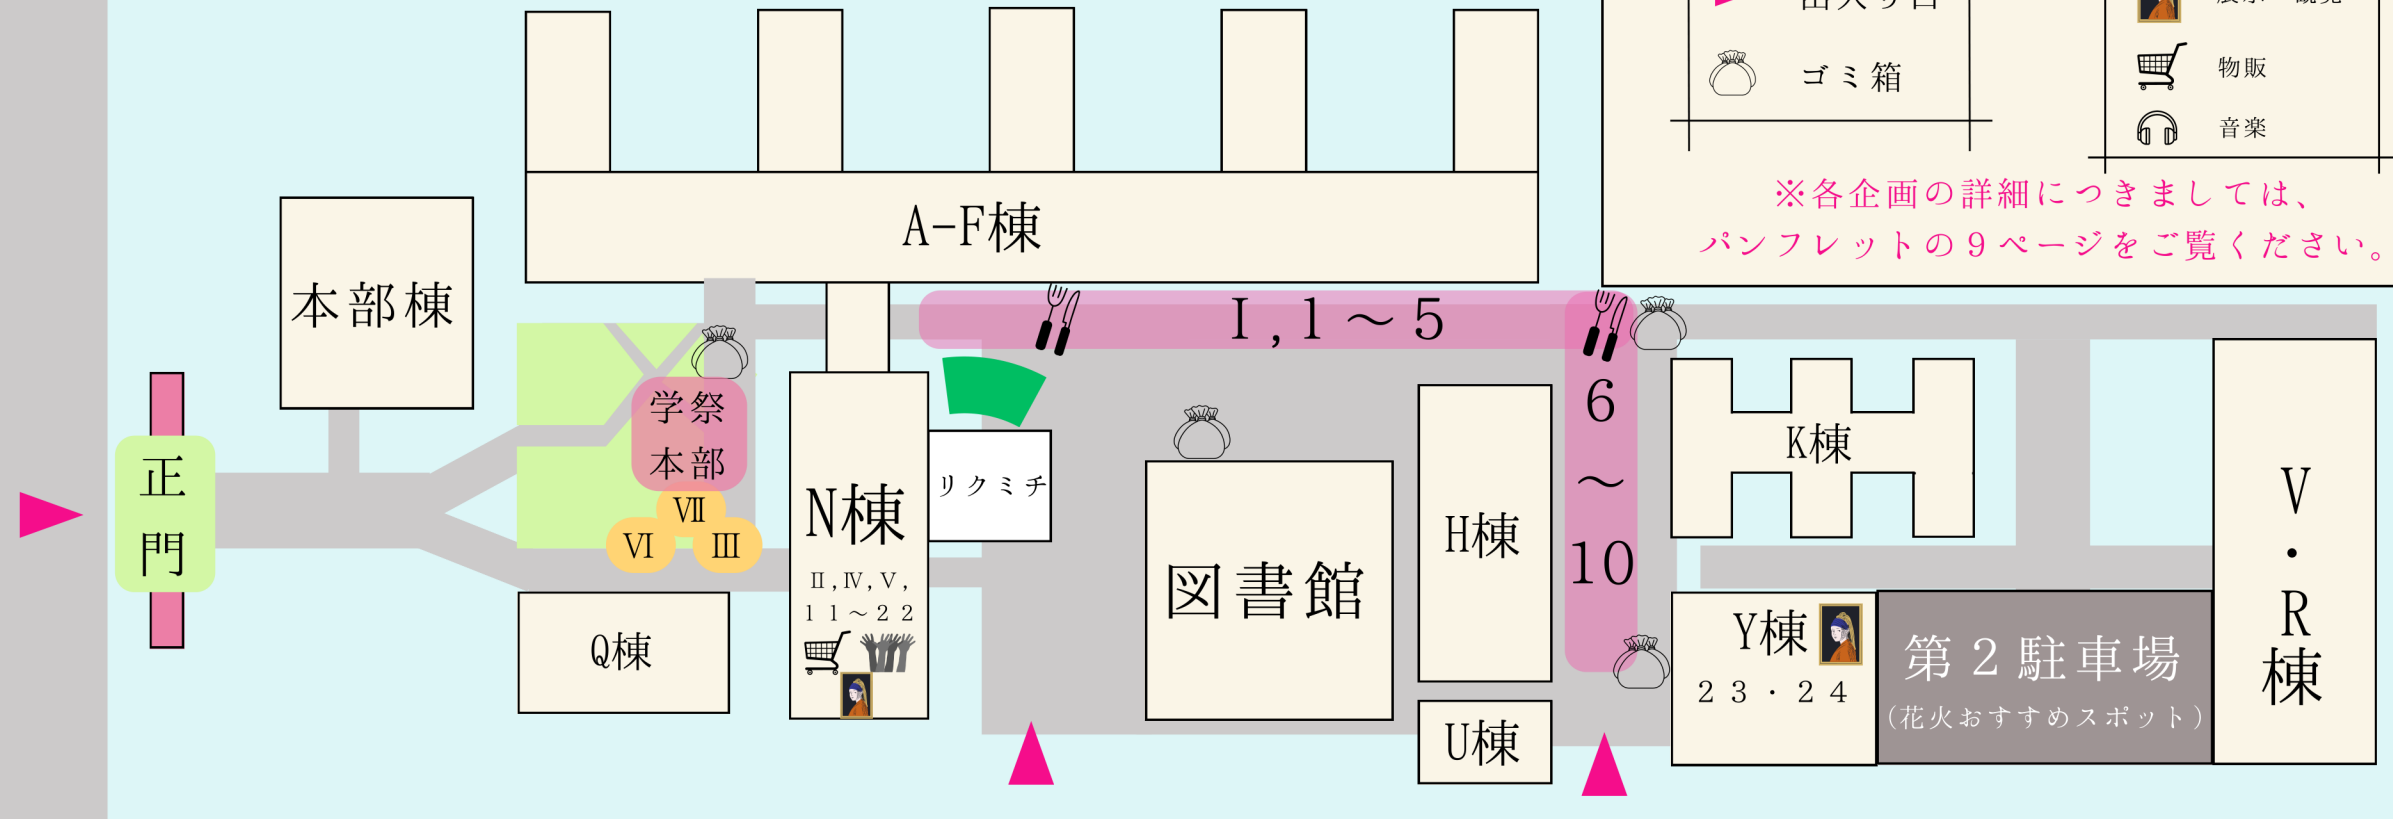 ゴミ箱
物販
音楽
※各企画の詳細につきましては、
パンフレットの9ページをご覧ください。
A-F棟
本部棟
Ⅰ,1～5
学祭
本部
6
～
10
正
門
Ⅶ
Ⅵ
Ⅲ
N棟
Ⅱ,Ⅳ,Ⅴ,
11～22
リクミチ
図書館
H棟
K棟
V・R棟
Q棟
U棟
Y棟
23・24
第2駐車場
(花火おすすめスポット)